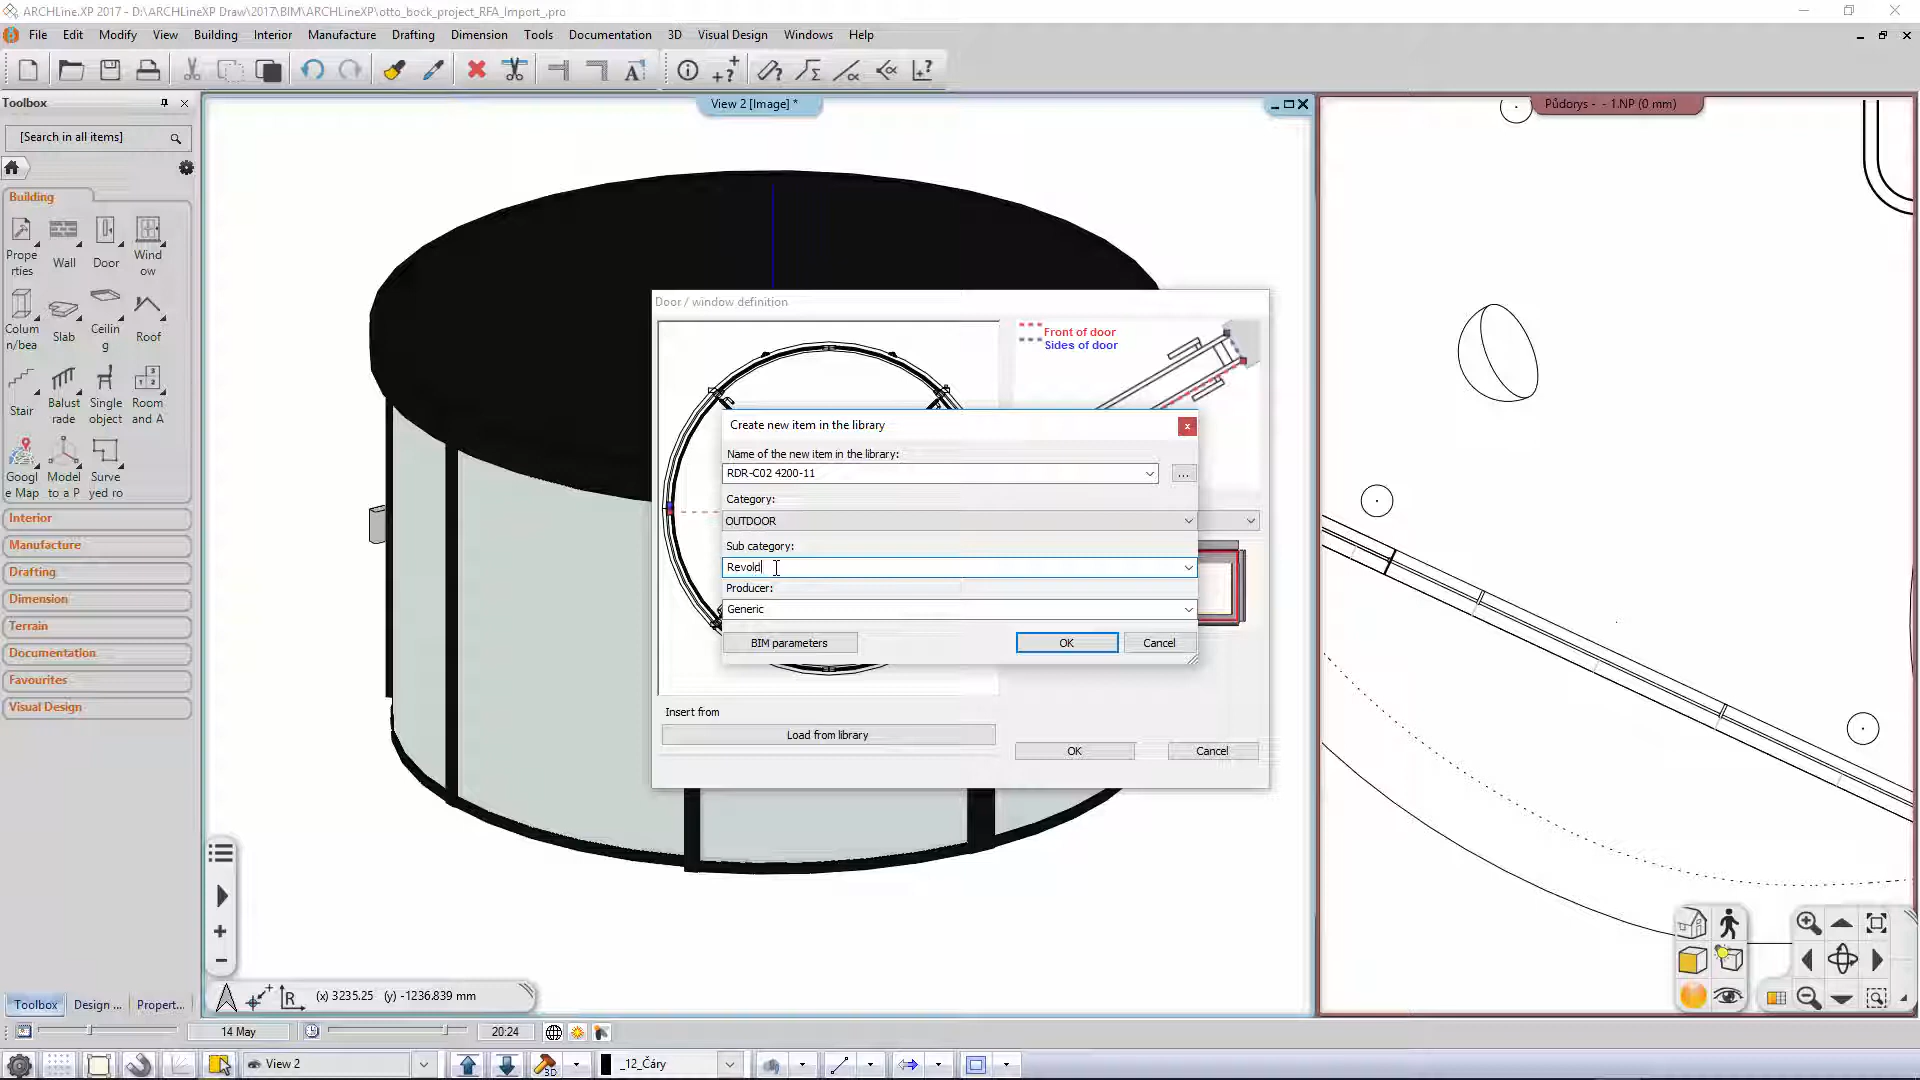 ARCHLine.XP 2017 - D:\ARCHLineXP Draw\2017\BIM\ARCHLineXP\otto_bock_project_RFA_Import_.pro
File Edit Modify View Building Interior Manufacture Drafting Dimension Tools Documentation 3D Visual Design Windows Help
Toolbox
View 2 [Image] *
Půdorys - - 1.NP (0 mm)
[Search in all items]
Building
Prope
rties
Wall
Door
Wind
ow
Colum
n/bea
Slab
Ceilin
g
Roof
Stair
Balust
rade
Single
object
Room
and A
Googl
e Map
Model
to a P
Surve
yed ro
Interior
Manufacture
Drafting
Dimension
Terrain
Documentation
Favourites
Visual Design
Door / window definition
Front of door
Sides of door
Create new item in the library
x
Name of the new item in the library:
RDR-C02 4200-11
...
Category:
OUTDOOR
Sub category:
Revold
Producer:
Generic
BIM parameters
OK
Cancel
Insert from
Load from library
OK
Cancel
R
(x) 3235.25 (y) -1236.839 mm
Toolbox
Design ...
Propert...
14 May
20:24
View 2
3D
_12_Čáry